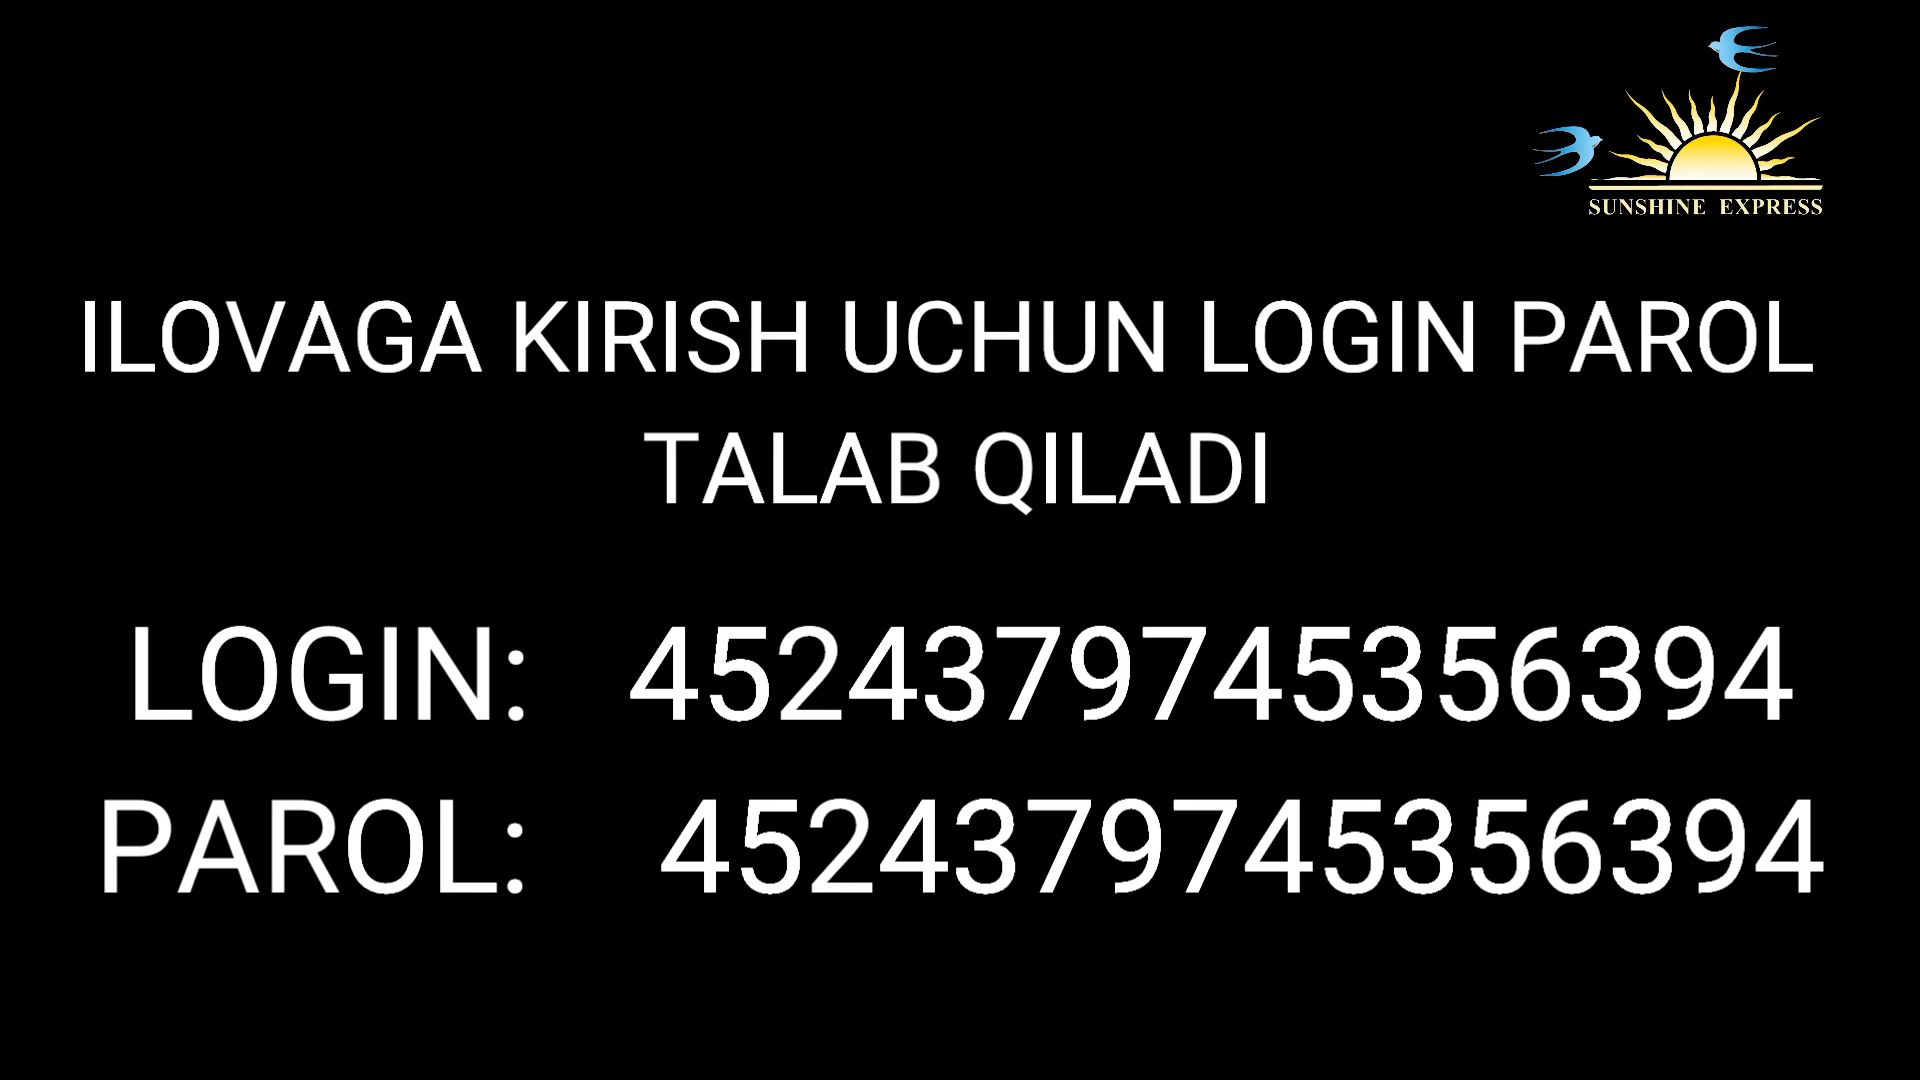 SUNSHINE EXPRESS
ILOVAGA KIRISH UCHUN LOGIN PAROL
TALAB QILADI
LOGIN: 4524379745356394
PAROL: 4524379745356394